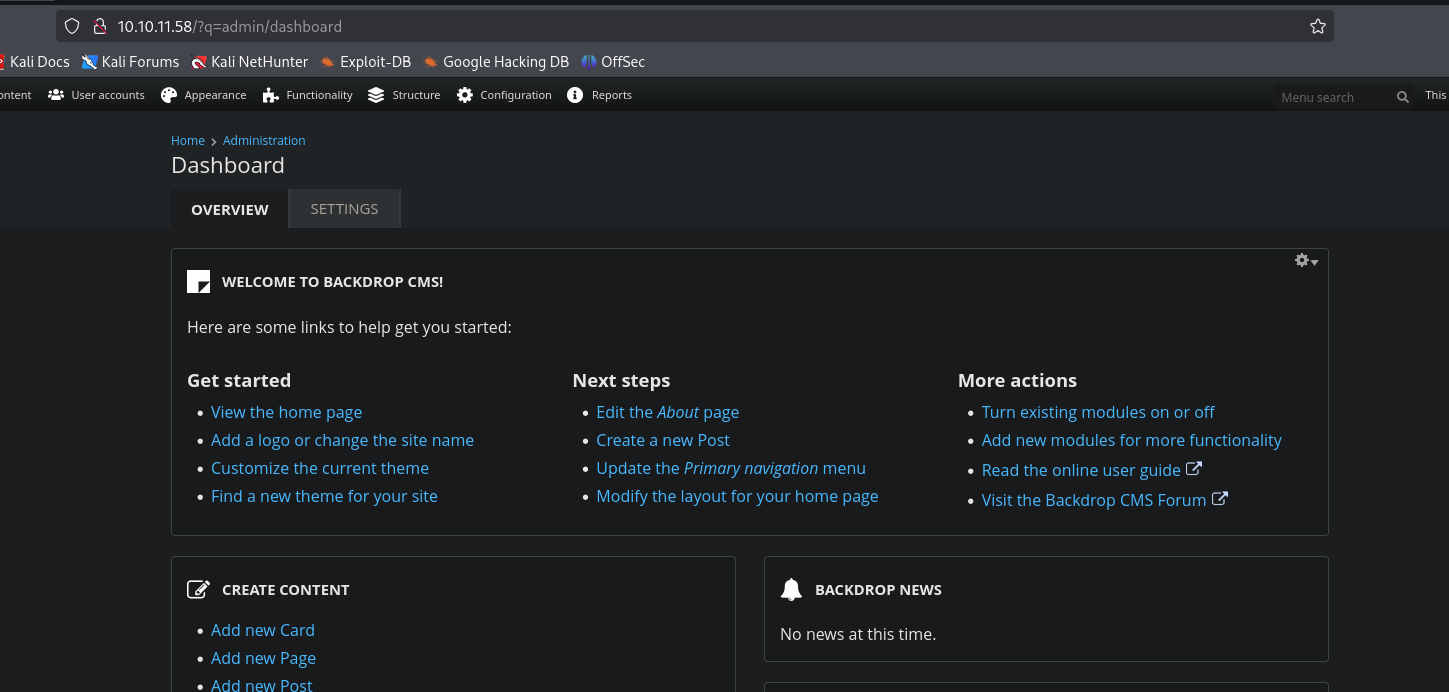 10.10.11.58/?q=admin/dashboard
Kali Docs Kali Forums Kali NetHunter Exploit-DB Google Hacking DB OffSec
ontent User accounts Appearance Functionality Structure Configuration Reports Menu search This
Home > Administration
Dashboard
OVERVIEW SETTINGS
WELCOME TO BACKDROP CMS!
Here are some links to help get you started:
Get started
• View the home page
• Add a logo or change the site name
• Customize the current theme
• Find a new theme for your site
Next steps
• Edit the About page
• Create a new Post
• Update the Primary navigation menu
• Modify the layout for your home page
More actions
• Turn existing modules on or off
• Add new modules for more functionality
• Read the online user guide
• Visit the Backdrop CMS Forum
CREATE CONTENT
• Add new Card
• Add new Page
• Add new Post
BACKDROP NEWS
No news at this time.